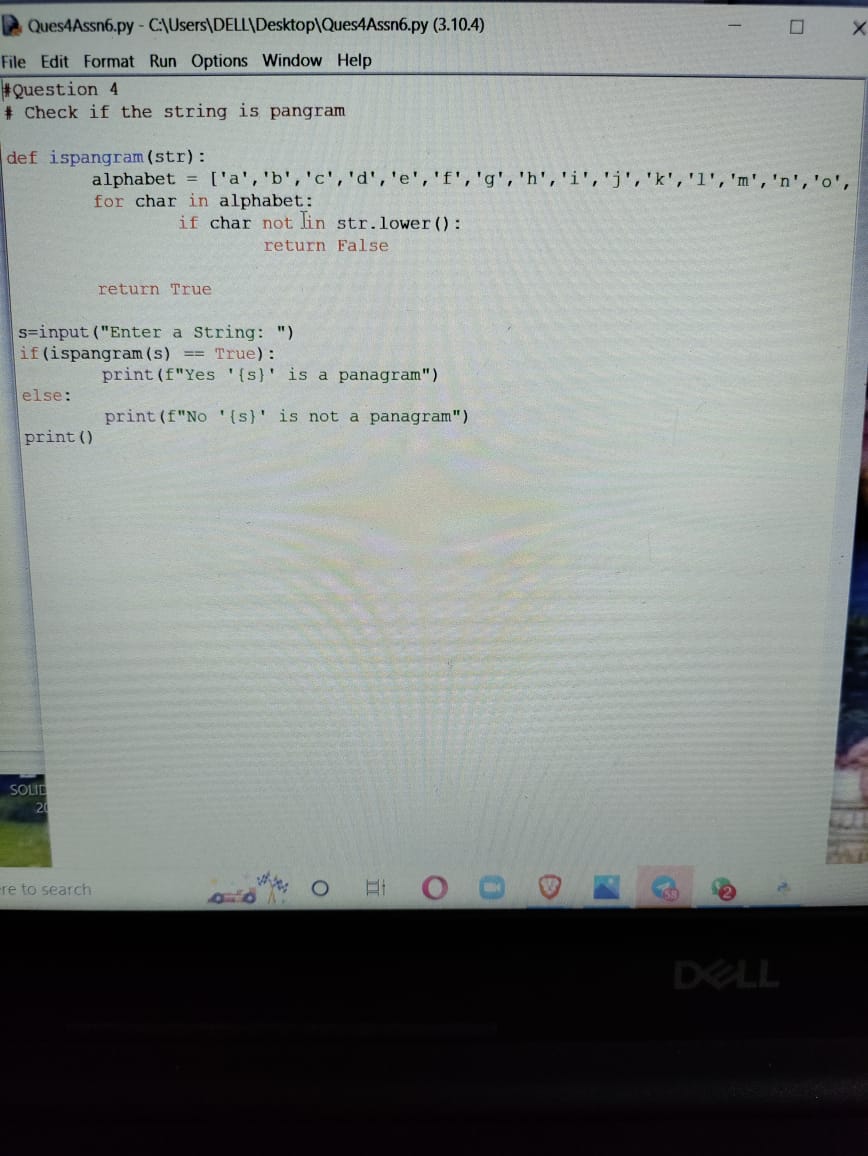 Ques4Assn6.py - C:\Users\DELL\Desktop\Ques4Assn6.py (3.10.4)
File Edit Format Run Options Window Help
#Question 4
# Check if the string is pangram
def ispangram(str):
alphabet = ['a','b','c','d','e','f','g','h','i','j','k','l','m','n','o',
for char in alphabet:
if char not in str.lower():
return False
return True
s=input("Enter a String: ")
if(ispangram(s) == True):
print(f"Yes '{s}' is a panagram")
else:
print(f"No '{s}' is not a panagram")
print()
SOLID
20
re to search
59
2
DELL